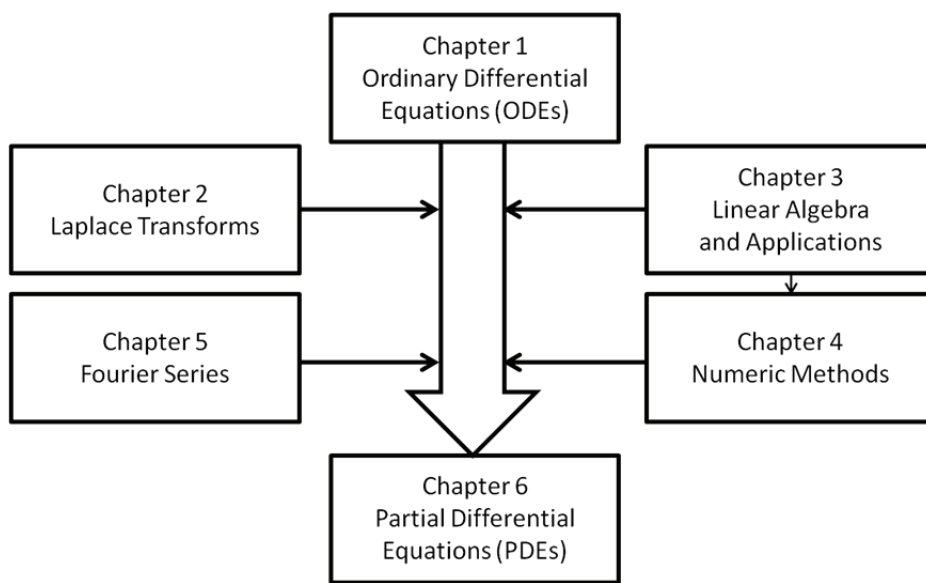 Chapter 1
Ordinary Differential
Equations (ODEs)
Chapter 2
Laplace Transforms
Chapter 3
Linear Algebra
and Applications
Chapter 5
Fourier Series
Chapter 4
Numeric Methods
Chapter 6
Partial Differential
Equations (PDEs)